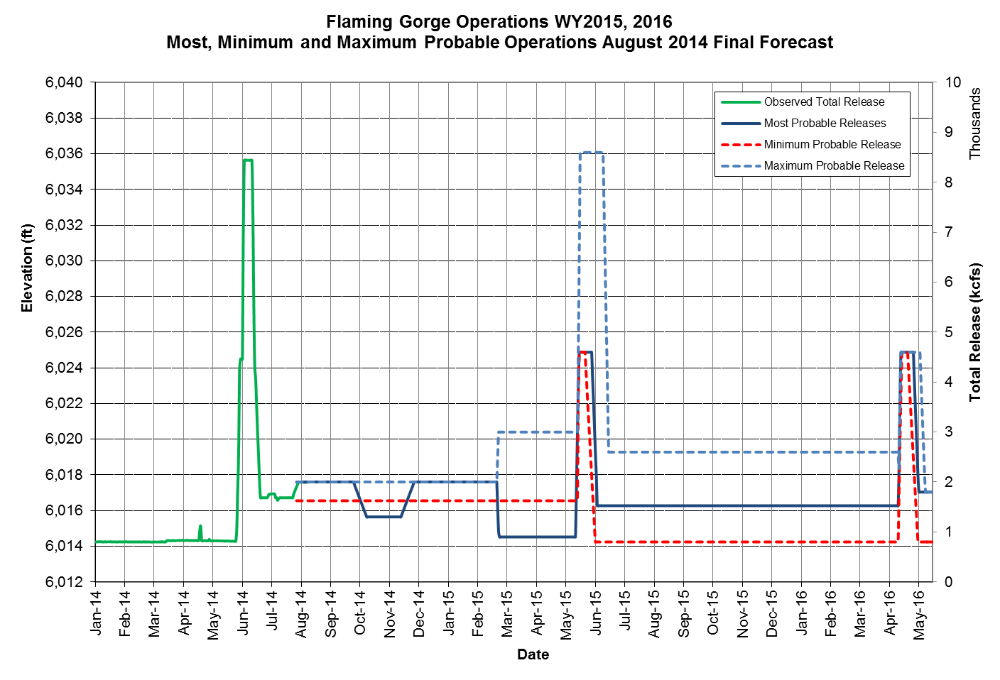 Flaming Gorge Operations WY2015, 2016
Most, Minimum and Maximum Probable Operations August 2014 Final Forecast
Elevation (ft)
6,040
6,038
6,036
6,034
6,032
6,030
6,028
6,026
6,024
6,022
6,020
6,018
6,016
6,014
6,012
Observed Total Release
Most Probable Releases
Minimum Probable Release
Maximum Probable Release
10
9
8
7
6
5
4
3
2
1
0
Thousands
Total Release (kcfs)
Jan-14
Feb-14
Mar-14
Apr-14
May-14
Jun-14
Jul-14
Aug-14
Sep-14
Oct-14
Nov-14
Dec-14
Jan-15
Feb-15
Mar-15
Apr-15
May-15
Jun-15
Jul-15
Aug-15
Sep-15
Oct-15
Nov-15
Dec-15
Jan-16
Feb-16
Mar-16
Apr-16
May-16
Date